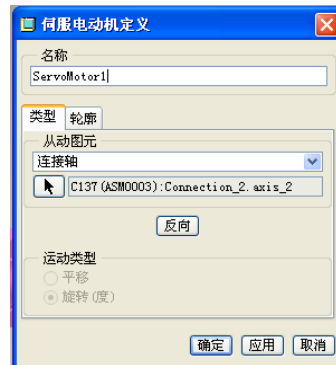 伺服电动机定义
名称
ServoMotor1
类型 轮廓
从动图元
连接轴
C137 (ASM0003):Connection_2.axis_2
反向
运动类型
平移
旋转(度)
确定 应用 取消